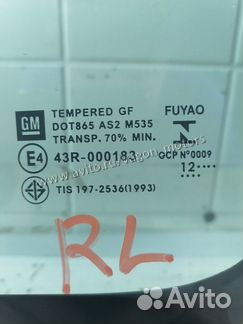 GM
TEMPERED GF
DOT865 AS2 M535
TRANSP. 70% MIN.
E4 43R-000183
TIS 197-2536(1993)
FUYAO
GCP N°0009
12····
RL
Avito